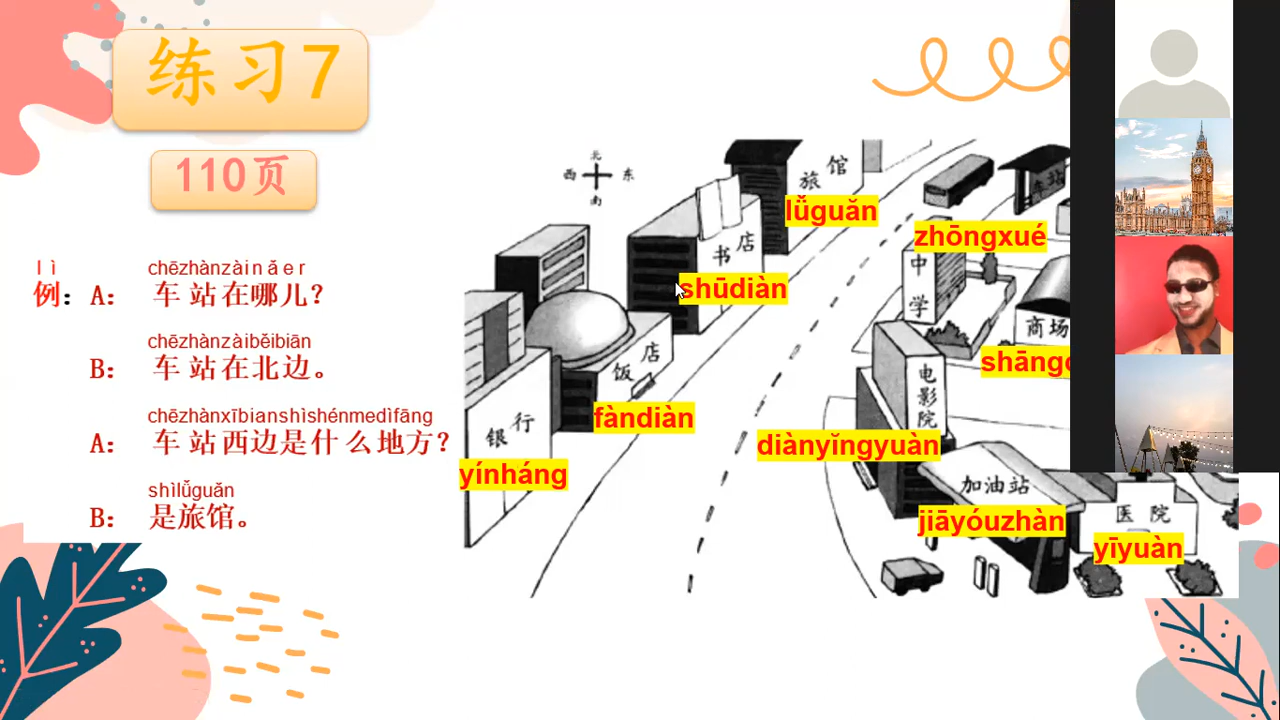 练习7
110页
lì
例：
chēzhànzàinǎer
A： 车站在哪儿？
chēzhànzàiběibiān
B： 车站在北边。
chēzhànxībianshìshénmedìfāng
A： 车站西边是什么地方？
shìlǚguǎn
B： 是旅馆。
北
西 东
南
旅馆
lǚguǎn
车站
书店
shūdiàn
中学
zhōngxué
商场
饭店
fàndiàn
电影院
diànyǐngyuàn
银行
yínháng
加油站
jiāyóuzhàn
医院
yīyuàn